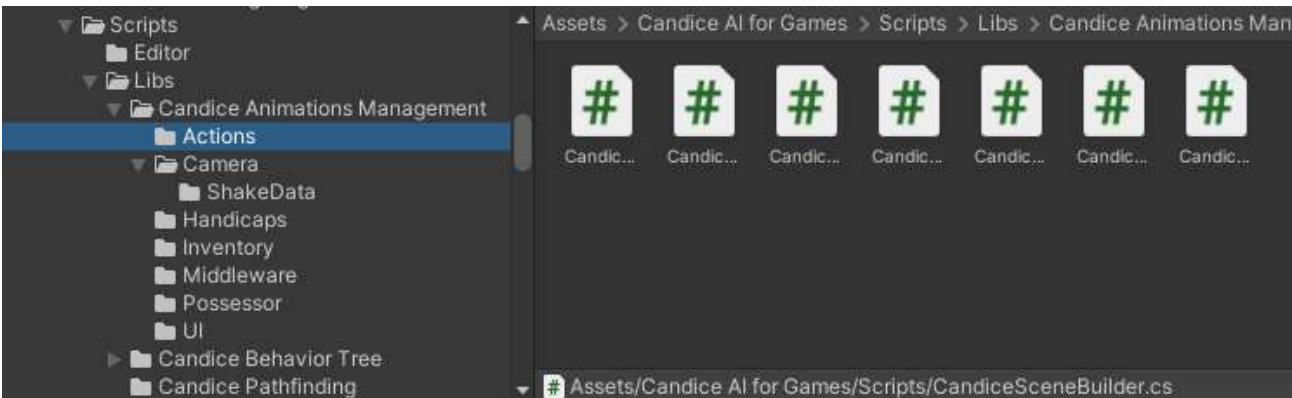 Scripts
Editor
Libs
Candice Animations Management
Actions
Camera
ShakeData
Handicaps
Inventory
Middleware
Possessor
UI
Candice Behavior Tree
Candice Pathfinding
Assets > Candice AI for Games > Scripts > Libs > Candice Animations Man
# # # # # # #
Candic... Candic... Candic... Candic... Candic... Candic... Candic...
# Assets/Candice AI for Games/Scripts/CandiceSceneBuilder.cs